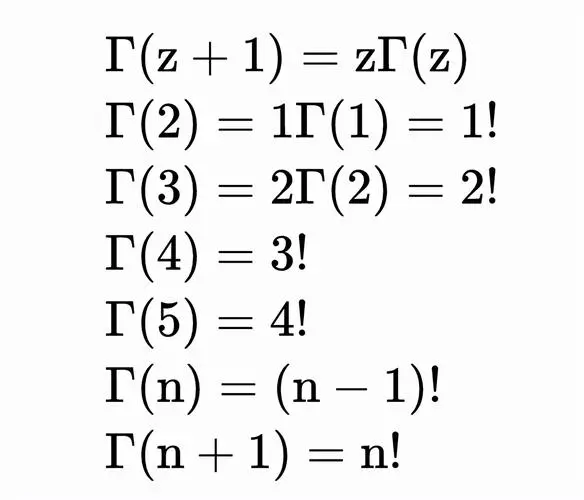 Γ(z + 1) = zΓ(z)
Γ(2) = 1Γ(1) = 1!
Γ(3) = 2Γ(2) = 2!
Γ(4) = 3!
Γ(5) = 4!
Γ(n) = (n − 1)!
Γ(n + 1) = n!